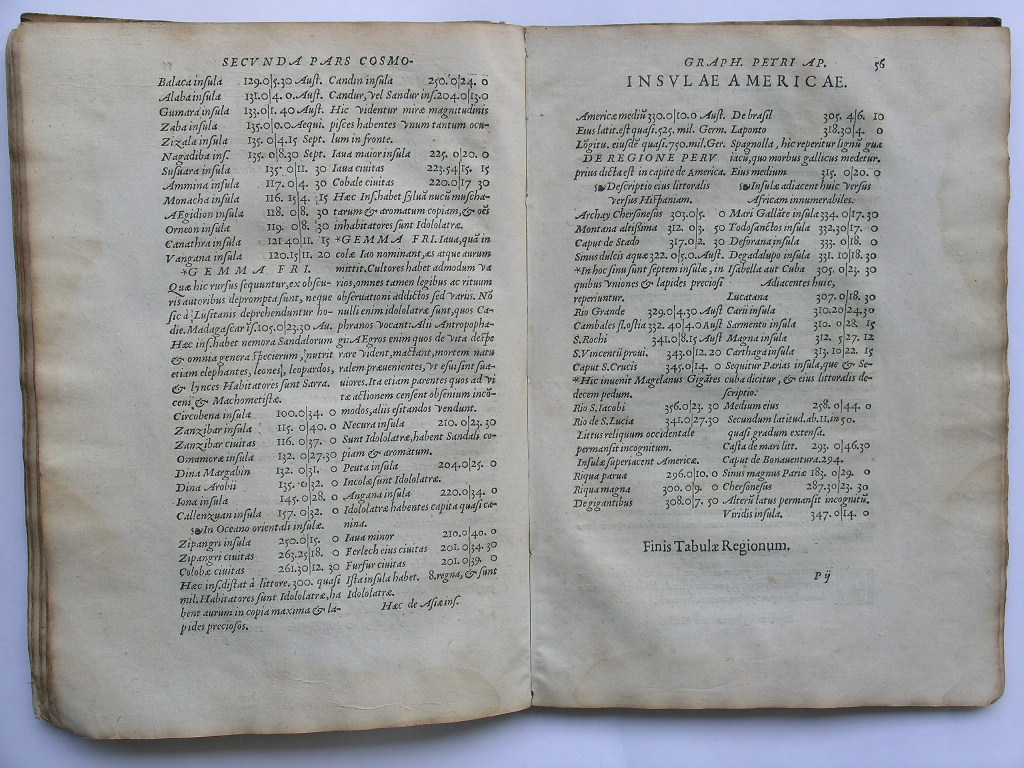 SECVNDA PARS COSMO-
Balaca insula 129.0|5.30 Aust.
Alaba insula 131.0|4. 0.Aust.
Gumara insula 133.0|1. 40 Aust.
Zaba insula 135.0|0.0 Aequi.
Zizala insula 135. 0|4.15 Sept.
Nagadiba ins. 135. 0|8.30 Sept.
Susuara insula 135. 0|11. 30
Ammina insula 117. 0|4. 30
Monacha insula 116. 15|4. 15
AEgidion insula 118. 0|8. 30
Orneon insula 119. 0|8. 30
Canathra insula 121 40|11. 15
Vangana insula 120.15|11. 20
*GEMMA FRI.
Quæ hic rursus sequuntur, ex ob-
ris autoribus deprompta sunt, neque
sic à Lusitanis deprehenduntur ho-
die. Madagascar is. 105.0|23.30 Au.
Hæc ins. habet nemora Sandalorum
& omnia genera specierum, nutrit
etiam elephantes, leones, leopardos,
& lynces Habitatores sunt Sarra.
ceni & Machometistæ.
Circobena insula 100.0|34. 0
Zanzibar insula 115. 0|40. 0
Zanzibar ciuitas 116. 0|37. 0
Omamoræ insula 132. 0|27.30
Dina Margabin 132. 0|31. 0
Dina Arobii 135. 0|32. 0
Iona insula 145. 0|28. 0
Callenzuan insula 157. 0|32. 0
In Oceano orientali insulæ.
Zipangri insula 250.0|15. 0
Zipangri ciuitas 263.25|18. 0
Colobæ ciuitas 261.30|12. 30
Hæc ins. distat à littore. 300. quasi
mil. Habitatores sunt Idololatræ, ha
bent aurum in copia maxima & la-
pides preciosos.
Candin insula 250. 0|24. 0
Candur, vel Sandur ins. 204.0|13.0
Hic videntur miræ magnitudinis
pisces habentes vnum tantum ocu-
lum in fronte.
Iaua maior insula 225. 0|20. 0
Iaua ciuitas 223.54|15. 15
Cobale ciuitas 220.0|17 30
Hæc Ins. habet syluā nucū muscha-
tarum & aromatum copiam, & oēs
inhabitatores sunt Idololatræ.
*GEMMA FRI. Iaua, quā in
colæ Iao nominant, æs atque aurum
mittit. Cultores habet admodum va
rios, omnes tamen legibus ac rituum
obseruationi addictos sed variis. Nō
nulli enim idololatræ sunt, quos Ca-
phranos vocant. Alii Antropopha-
gi: AEgros enim quos de vita despe
rare vident, mactant, mortem natu
ralem præuenientes, vt esui sint sua-
uiores. Ita etiam parentes quos ad vi
tæ actionem censent obsenium incō-
modos, aliis estandos vendunt.
Necura insula 210. 0|23. 30
Sunt Idololatræ, habent Sandali co-
piam & aromatum.
Peuta insula 204.0|25. 0
Incolæ sunt Idololatræ.
Angana insula 220.0|34. 0
Idololatræ habentes capita quasi ca-
nina.
Iaua minor 210.0|40. 0
Ferlech eius ciuitas 201. 0|34.30
Fursur ciuitas 201. 0|39. 0
Ista insula habet. 8, regna, & sunt
Idololatræ.
Hæc de Asiæ ins.
GRAPH. PETRI AP. 56
INSVLAE AMERICAE.
Americæ mediū 330.0|10. 0 Aust.
Eius latit. est quasi. 525. mil. Germ.
Lōgitu. eiusdē quasi. 750. mil. Ger.
DE REGIONE PERV
prius dicta est in capite de America.
Descriptio eius littoralis
versus Hispaniam.
Archay Chersonesus 303.0|5. 0
Montana altissima 312. 0|3. 50
Caput de Stado 317.0|2. 30
Sinus dulcis aquæ 322. 0|5.0 Aust.
*In hoc sinu sunt septem insulæ, in
quibus vniones & lapides preciosi
reperiuntur.
Rio Grande 329.0|4.30 Aust
Cambales sl. ostia 332. 40|4.0 Aust
S. Rochi 341. 0|8.15 Aust
S. Vincentii proui. 343.0|12. 20
Caput S. Crucis 345.0|14. 0
*Hic inuenit Magelanus Gigātes
decem pedum.
Rio S. Iacobi 356.0|23. 30
Rio de S. Lucia 341.0|27.30
Littus reliquum occidentale
permansit incognitum.
Insulæ superiacent Americæ.
Riqua parua 296.0|10. 0
Riqua magna 300.0|9. 0
De gigantibus 308.0|7. 50
De brasil 305. 4|6. 10
Laponto 318.30|4. 0
Spagnolla, hic reperitur lignū gua
iacū, quo morbus gallicus medetur.
Eius medium 315. 0|20. 0
Insulæ adiacent huic versus
Africam innumerabiles.
Mari Gallāte insula 334. 0|17.30
Todosanctos insula 332.30|17. 0
Deforana insula 333. 0|18. 0
Degadalupo insula 331. 10|18. 30
Isabella aut Cuba 305. 0|23. 30
Adiacentes huic,
Lucatana 307. 0|18. 30
Carii insula 310.20|24.30
Sarmento insula 310. 0|28. 15
Magna insula 312. 5|27. 12
Carthaga insula 313. 10|22. 15
Sequitur Pariæ insula, que & Se-
cuba dicitur, & eius littoralis de-
scriptio.
Medium eius 258. 0|44. 0
Secundum latitud. ab. 11. in 50.
quasi gradum extensa.
Casta de mari litt. 293. 0|46.30
Caput de Bonauentura. 294.
Sinus magnus Pariæ 183. 0|29. 0
Chersonesus 287.30|23. 30
Alterū latus permansit incognitū.
Viridis insula. 347. 0|14. 0
Finis Tabulæ Regionum,
P ij